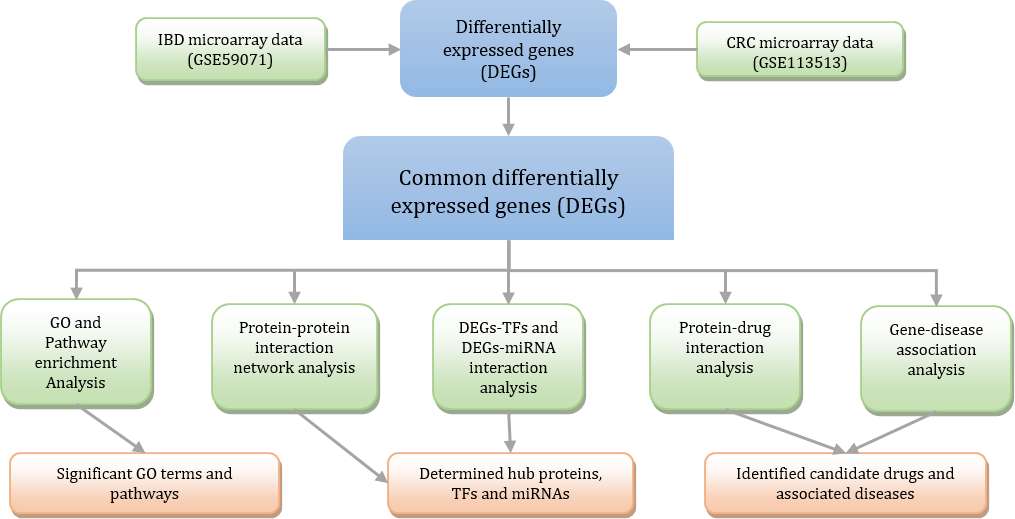 IBD microarray data
(GSE59071)
Differentially
expressed genes
(DEGs)
CRC microarray data
(GSE113513)
Common differentially
expressed genes (DEGs)
GO and
Pathway
enrichment
Analysis
Protein-protein
interaction
network analysis
DEGs-TFs and
DEGs-miRNA
interaction
analysis
Protein-drug
interaction
analysis
Gene-disease
association
analysis
Significant GO terms and
pathways
Determined hub proteins,
TFs and miRNAs
Identified candidate drugs and
associated diseases